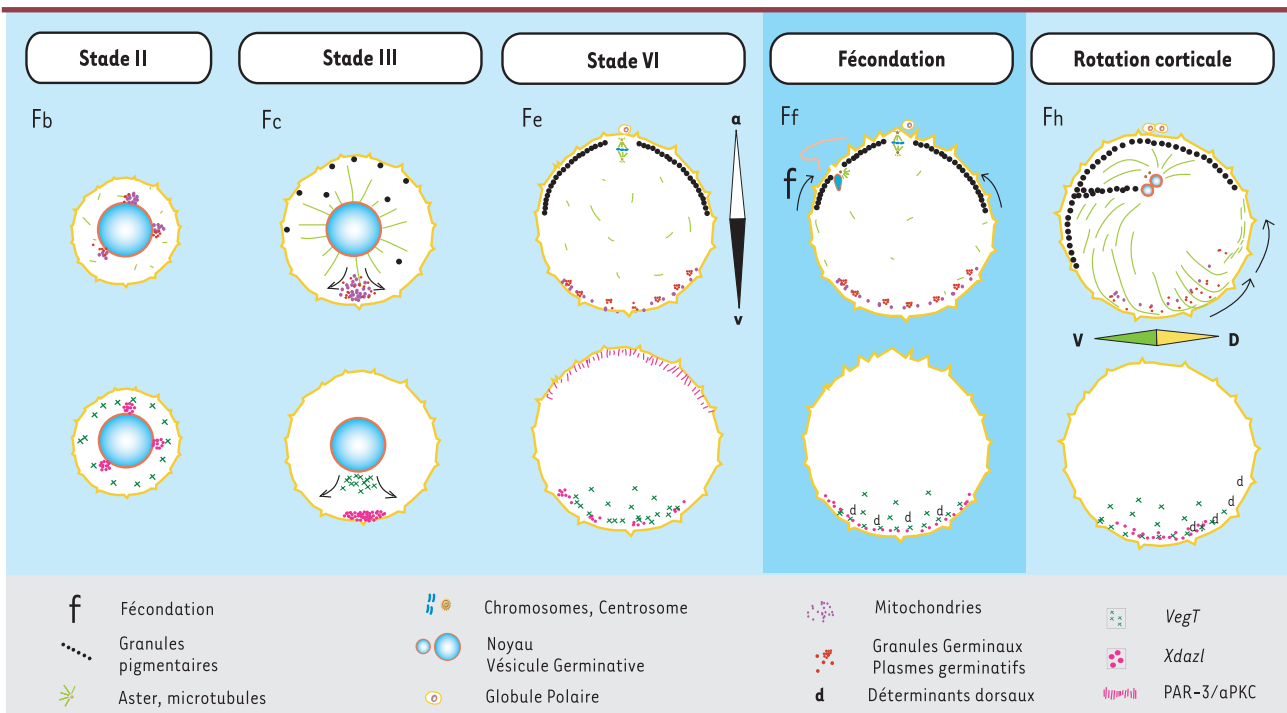 Stade II
Stade III
Stade VI
Fécondation
Rotation corticale
Fb
Fc
Fe
Ff
Fh
a
v
f
V
D
d
d
d
d
d
d
d
d
d
f
Fécondation
Granules
pigmentaires
Aster, microtubules
Chromosomes, Centrosome
Noyau
Vésicule Germinative
Globule Polaire
Mitochondries
Granules Germinaux
Plasmes germinatifs
d
Déterminants dorsaux
VegT
Xdazl
PAR-3/aPKC